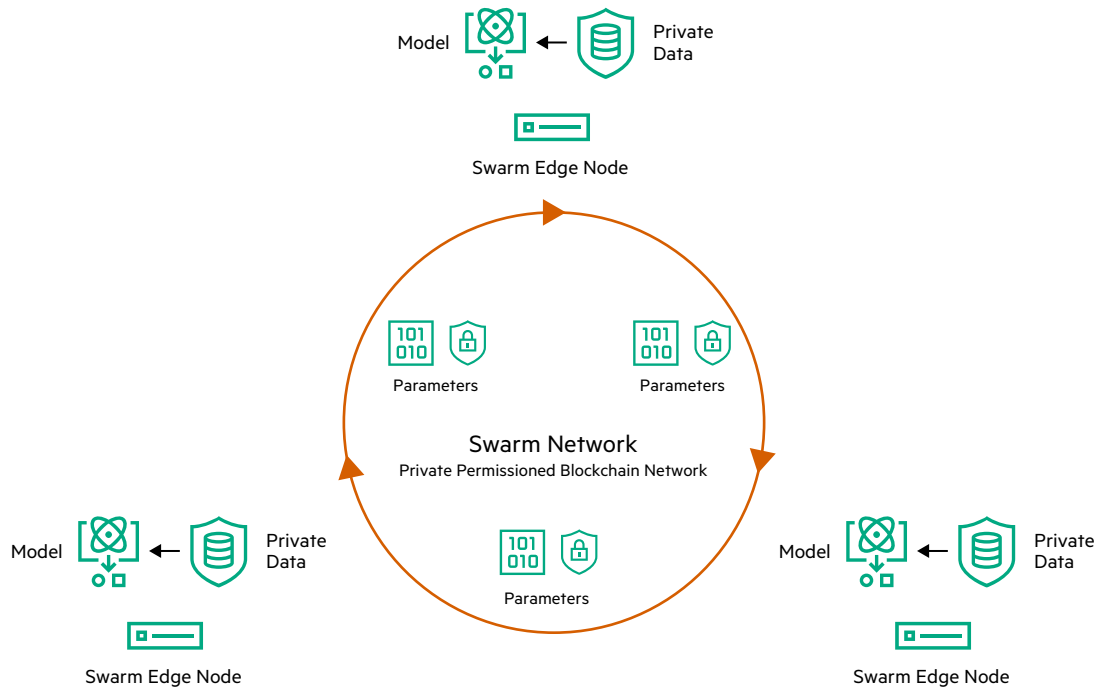 Model
Private
Data
Swarm Edge Node
101
010
101
010
Parameters
Parameters
Swarm Network
Private Permissioned Blockchain Network
Model
Private
Data
101
010
Parameters
Model
Private
Data
Swarm Edge Node
Swarm Edge Node